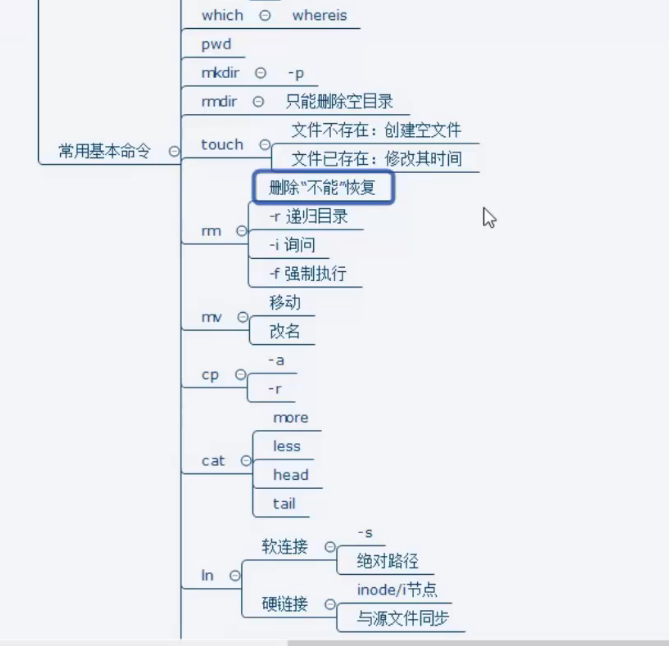 which whereis
pwd
mkdir -p
rmdir 只能删除空目录
常用基本命令
touch
文件不存在：创建空文件
文件已存在：修改其时间
rm
删除“不能”恢复
-r 递归目录
-i 询问
-f 强制执行
mv
移动
改名
cp
-a
-r
cat
more
less
head
tail
ln
软连接
-s
绝对路径
硬链接
inode/i节点
与源文件同步